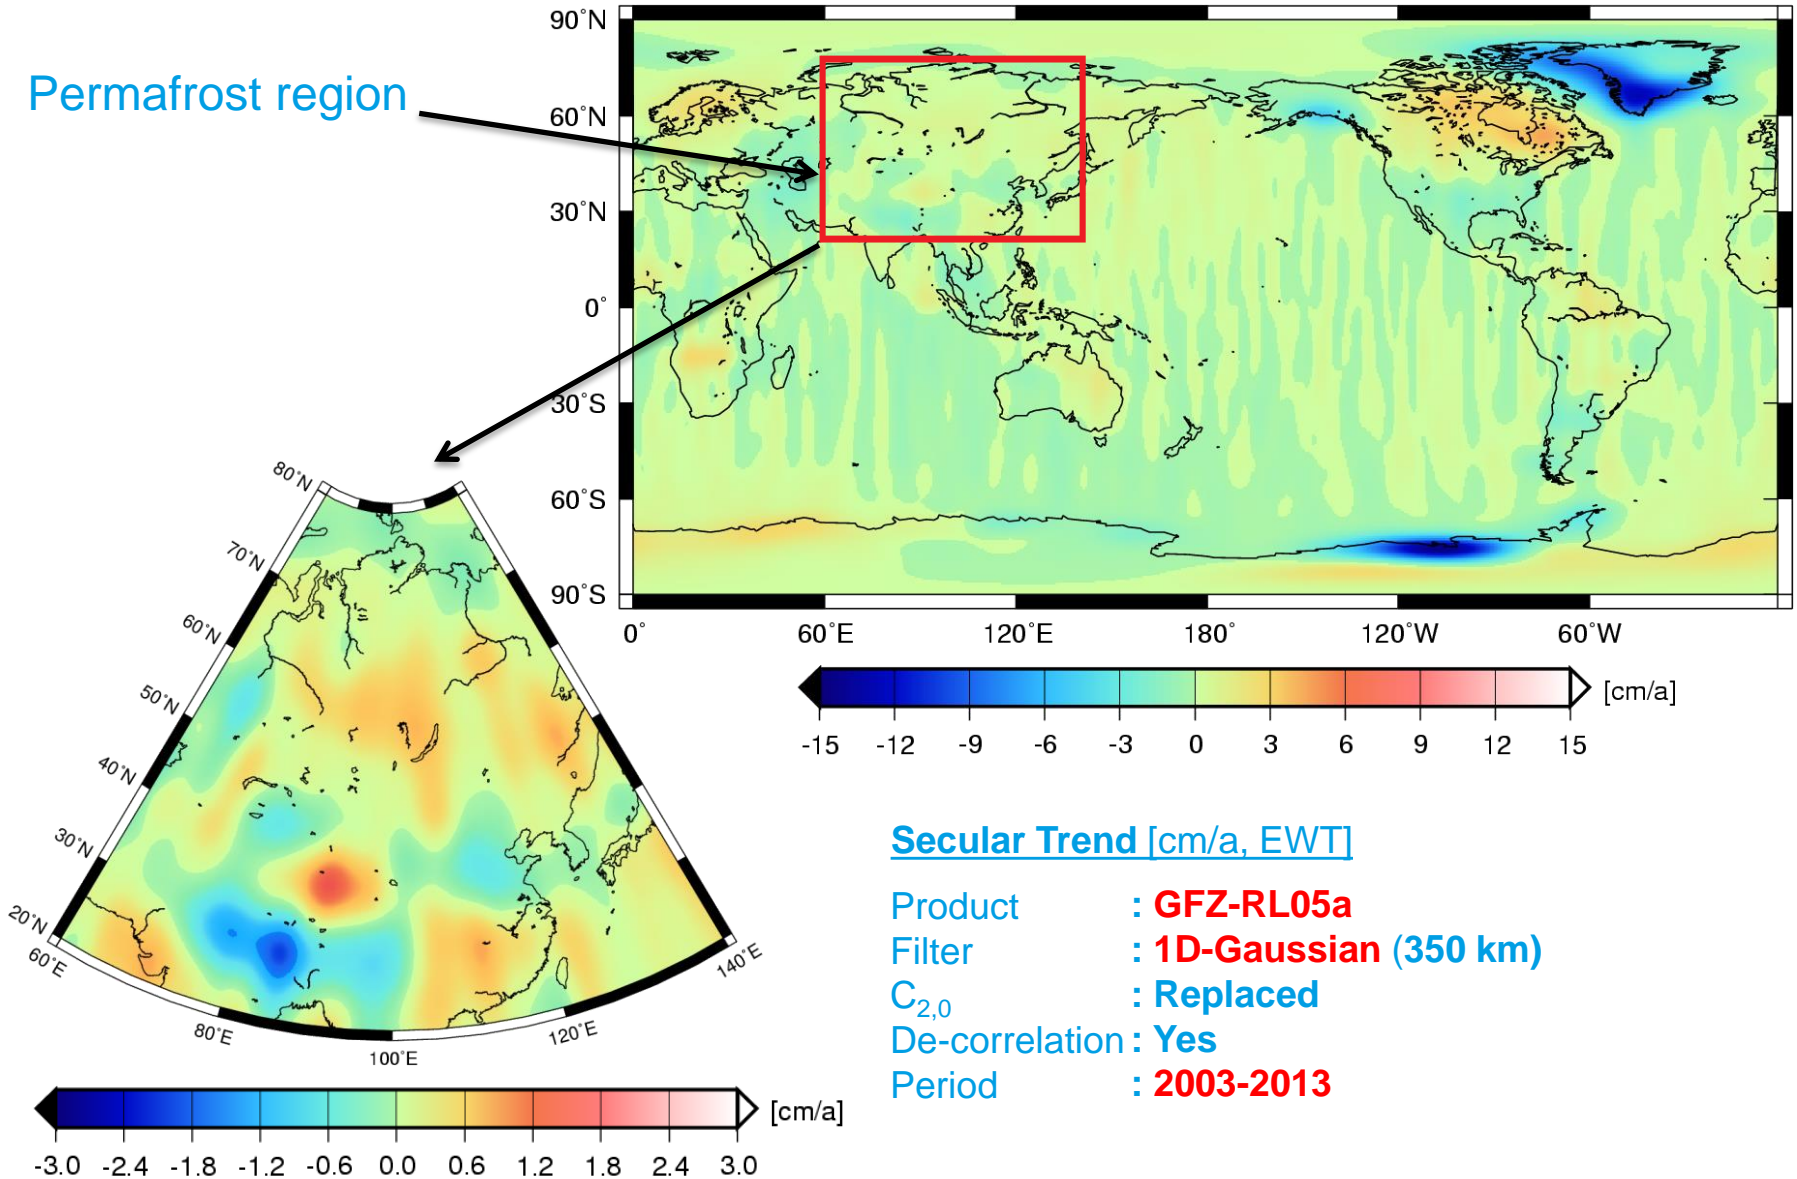 Permafrost region
90°N
60°N
30°N
0°
30°S
60°S
90°S
0°
60°E
120°E
180°
120°W
60°W
[cm/a]
-15 -12 -9 -6 -3 0 3 6 9 12 15
80°N
70°N
60°N
50°N
40°N
30°N
20°N
60°E
80°E
100°E
120°E
140°E
[cm/a]
-3.0 -2.4 -1.8 -1.2 -0.6 0.0 0.6 1.2 1.8 2.4 3.0
Secular Trend [cm/a, EWT]
Product : GFZ-RL05a
Filter : 1D-Gaussian (350 km)
C2,0 : Replaced
De-correlation : Yes
Period : 2003-2013